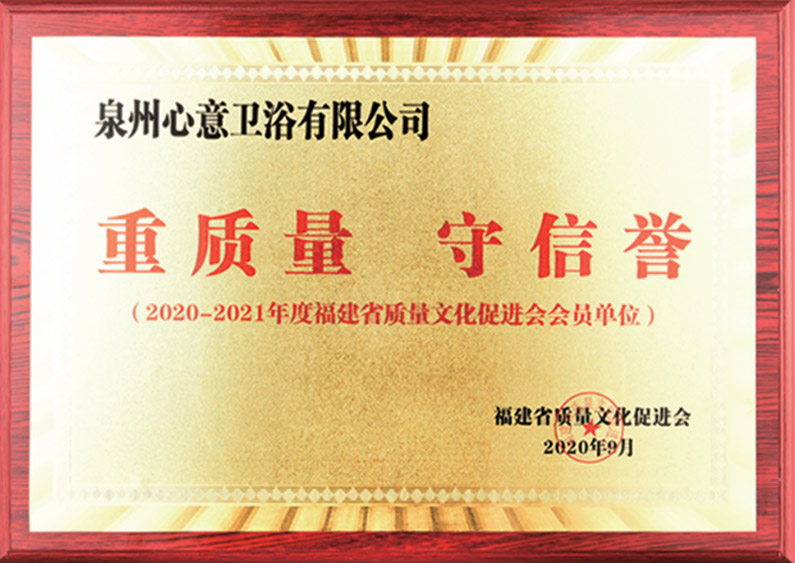 泉州心意卫浴有限公司
重质量 守信誉
（2020-2021年度福建省质量文化促进会会员单位）
福建省质量文化促进会
2020年9月